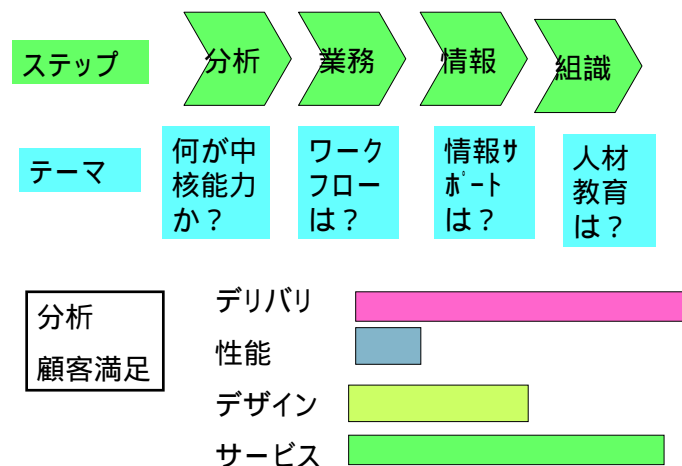 ステップ
分析
業務
情報
組識
テーマ
何が中
核能力
か？
ワーク
フロー
は？
情報サ
ﾎﾟｰﾄ
は？
人材
教育
は？
分析
顧客満足
デリバリ
性能
デザイン
サービス